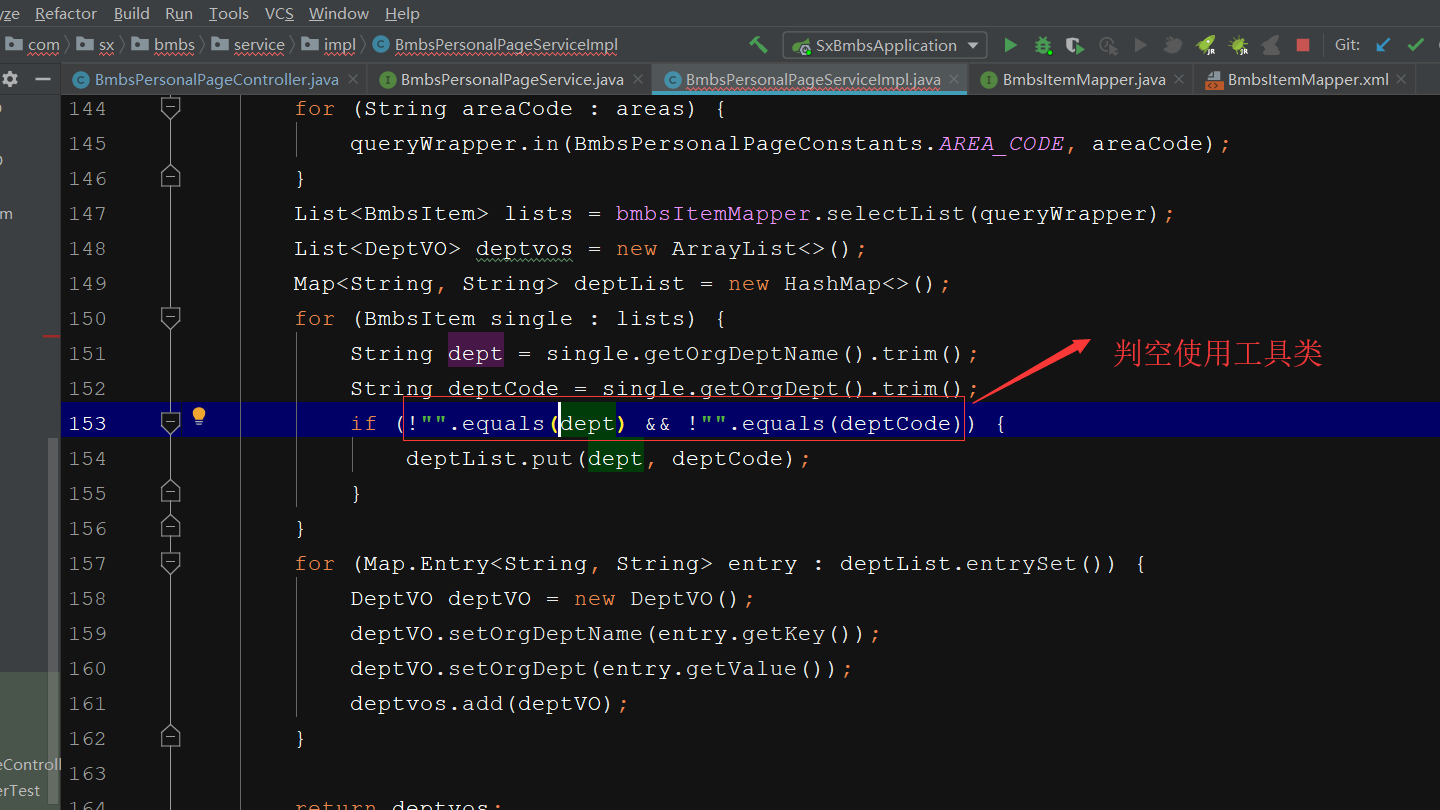 Refactor Build Run Tools VCS Window Help
com sx bmbs service impl BmbsPersonalPageServiceImpl SxBmbsApplication Git:
BmbsPersonalPageController.java BmbsPersonalPageService.java BmbsPersonalPageServiceImpl.java BmbsItemMapper.java BmbsItemMapper.xml
144 for (String areaCode : areas) {
145 queryWrapper.in(BmbsPersonalPageConstants.AREA_CODE, areaCode);
146 }
147 List<BmbsItem> lists = bmbsItemMapper.selectList(queryWrapper);
148 List<DeptVO> deptvos = new ArrayList<>();
149 Map<String, String> deptList = new HashMap<>();
150 for (BmbsItem single : lists) {
151 String dept = single.getOrgDeptName().trim();
判空使用工具类
152 String deptCode = single.getOrgDept().trim();
153 if (!"".equals(dept) && !"".equals(deptCode)) {
154 deptList.put(dept, deptCode);
155 }
156 }
157 for (Map.Entry<String, String> entry : deptList.entrySet()) {
158 DeptVO deptVO = new DeptVO();
159 deptVO.setOrgDeptName(entry.getKey());
160 deptVO.setOrgDept(entry.getValue());
161 deptvos.add(deptVO);
162 }
163
164 return deptvos;
eControll
erTest